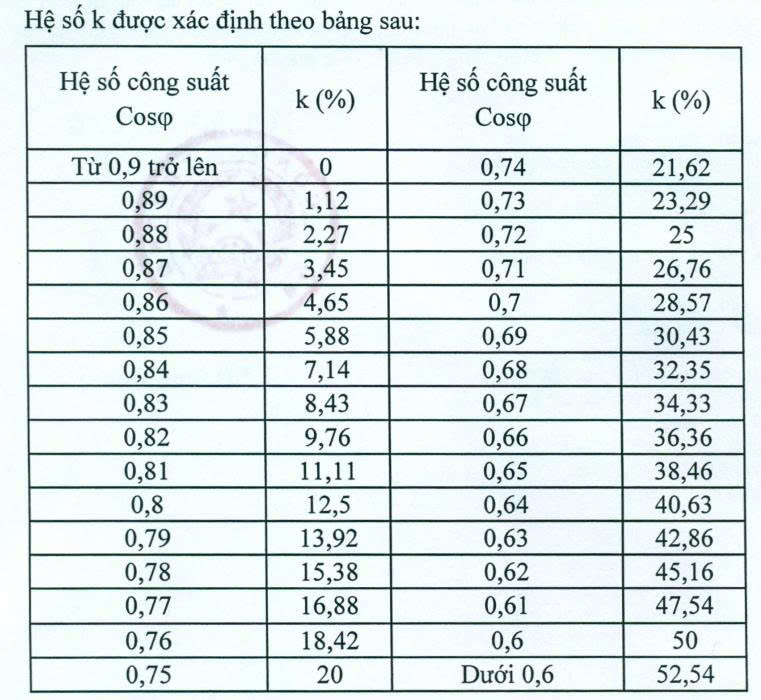 Hệ số k được xác định theo bảng sau:
Hệ số công suất Cosφ | k (%) | Hệ số công suất Cosφ | k (%)
Từ 0,9 trở lên | 0 | 0,74 | 21,62
0,89 | 1,12 | 0,73 | 23,29
0,88 | 2,27 | 0,72 | 25
0,87 | 3,45 | 0,71 | 26,76
0,86 | 4,65 | 0,7 | 28,57
0,85 | 5,88 | 0,69 | 30,43
0,84 | 7,14 | 0,68 | 32,35
0,83 | 8,43 | 0,67 | 34,33
0,82 | 9,76 | 0,66 | 36,36
0,81 | 11,11 | 0,65 | 38,46
0,8 | 12,5 | 0,64 | 40,63
0,79 | 13,92 | 0,63 | 42,86
0,78 | 15,38 | 0,62 | 45,16
0,77 | 16,88 | 0,61 | 47,54
0,76 | 18,42 | 0,6 | 50
0,75 | 20 | Dưới 0,6 | 52,54